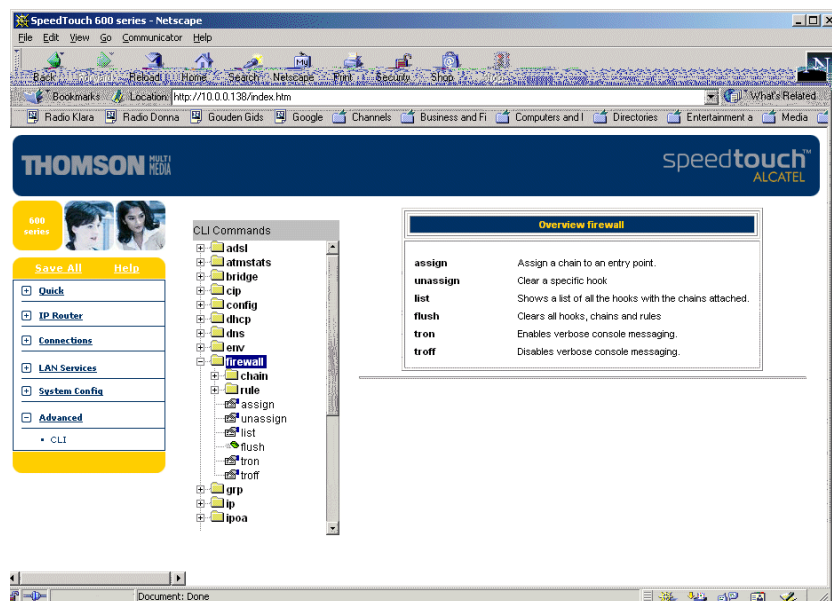 SpeedTouch 600 series - Netscape
File Edit View Go Communicator Help
Back Reload Home Search Netscape Print Security Shop
Bookmarks Location: http://10.0.0.138/index.htm What's Related
Radio Klara Radio Donna Gouden Gids Google Channels Business and Fi Computers and I Directories Entertainment a Media
THOMSON MULTI MEDIA
speedtouch™
ALCATEL
600 series
Save All Help
Quick
IP Router
Connections
LAN Services
System Config
Advanced
CLI
CLI Commands
adsl
atmstats
bridge
cip
config
dhcp
dns
env
firewall
chain
rule
assign
unassign
list
flush
tron
troff
grp
ip
ipoa
Overview firewall
assign Assign a chain to an entry point.
unassign Clear a specific hook
list Shows a list of all the hooks with the chains attached.
flush Clears all hooks, chains and rules
tron Enables verbose console messaging.
troff Disables verbose console messaging.
Document: Done